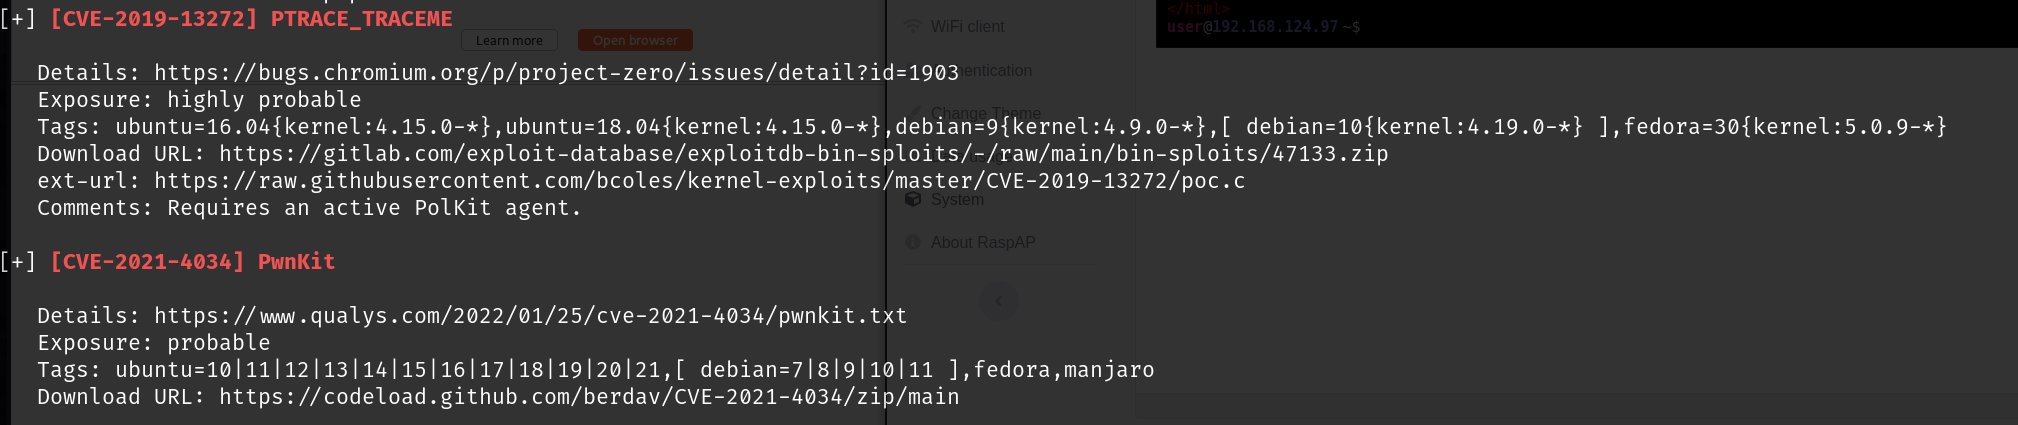 [+] [CVE-2019-13272] PTRACE_TRACEME
Learn more
Open browser
Details: https://bugs.chromium.org/p/project-zero/issues/detail?id=1903
Exposure: highly probable
Tags: ubuntu=16.04{kernel:4.15.0-*},ubuntu=18.04{kernel:4.15.0-*},debian=9{kernel:4.9.0-*},[ debian=10{kernel:4.19.0-*} ],fedora=30{kernel:5.0.9-*}
Download URL: https://gitlab.com/exploit-database/exploitdb-bin-sploits/-/raw/main/bin-sploits/47133.zip
ext-url: https://raw.githubusercontent.com/bcoles/kernel-exploits/master/CVE-2019-13272/poc.c
Comments: Requires an active PolKit agent.
[+] [CVE-2021-4034] PwnKit
Details: https://www.qualys.com/2022/01/25/cve-2021-4034/pwnkit.txt
Exposure: probable
Tags: ubuntu=10|11|12|13|14|15|16|17|18|19|20|21,[ debian=7|8|9|10|11 ],fedora,manjaro
Download URL: https://codeload.github.com/berdav/CVE-2021-4034/zip/main
WiFi client
Change Theme
System
About RaspAP
</html>
user@192.168.124.97 ~$